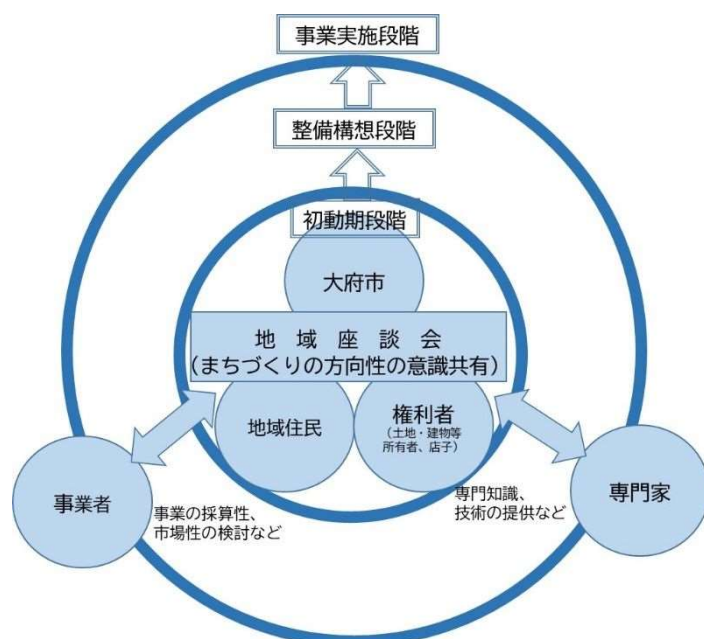 事業実施段階
整備構想段階
初動期段階
大府市
地域座談会
(まちづくりの方向性の意識共有)
地域住民
権利者
(土地・建物等
所有者、店子)
事業者
事業の採算性、
市場性の検討など
専門知識、
技術の提供など
専門家